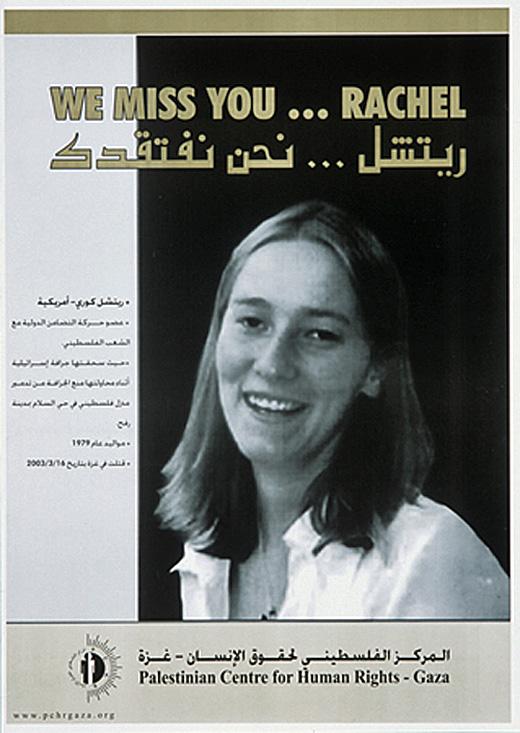 WE MISS YOU ... RACHEL
ريتشل ... نحن نفتقدك
• ريتشل كوري- أمريكية
• عضو حركة التضامن الدولية مع
الشعب الفلسطيني
• حيث سحقتها جرافة إسرائيلية
أثناء محاولتها منع الجرافة من تدمير
منزل فلسطيني في حي السلام بمدينة
رفح
• مواليد عام 1979
• قتلت في غزة بتاريخ 2003/3/16
المركز الفلسطيني لحقوق الإنسان - غزة
Palestinian Centre for Human Rights - Gaza
www.pchrgaza.org